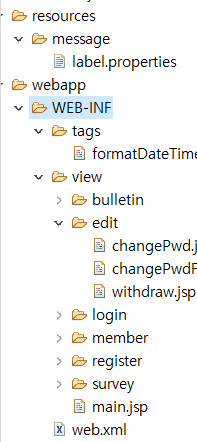 resources
message
label.properties
webapp
WEB-INF
tags
formatDateTime
view
bulletin
edit
changePwd.j
changePwdF
withdraw.jsp
login
member
register
survey
main.jsp
web.xml